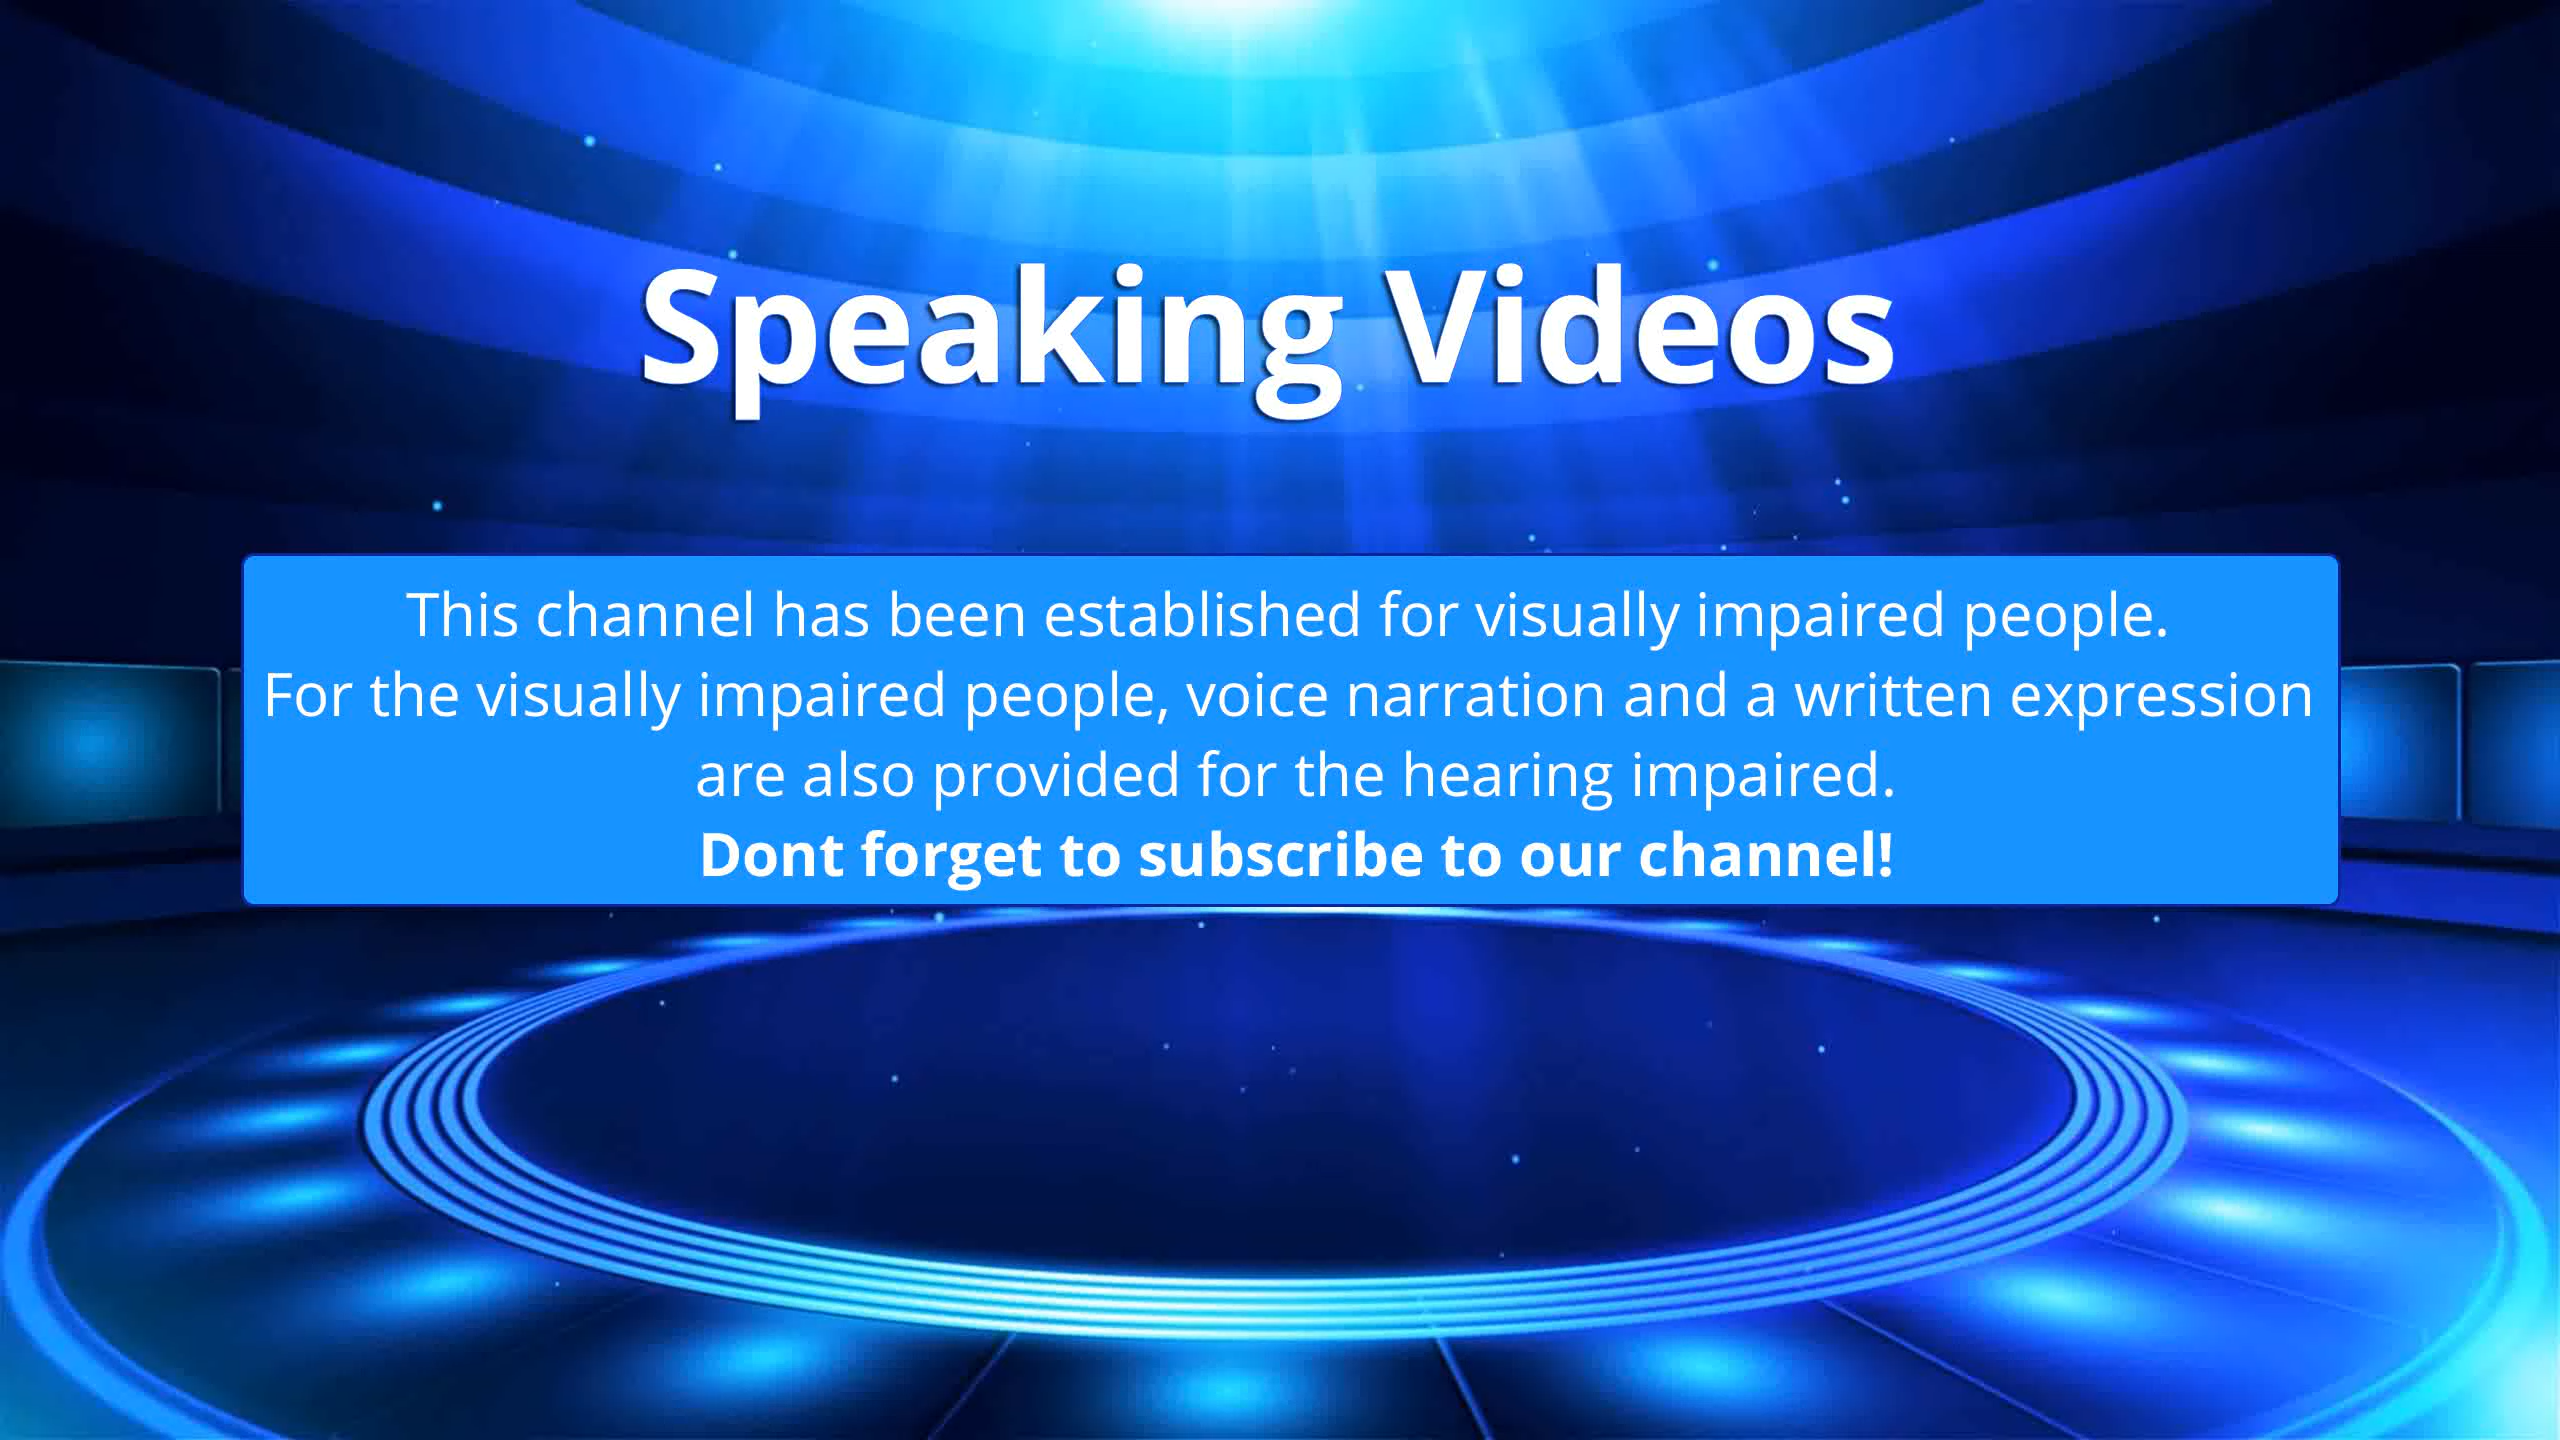 Speaking Videos
This channel has been established for visually impaired people.
For the visually impaired people, voice narration and a written expression
are also provided for the hearing impaired.
Dont forget to subscribe to our channel!